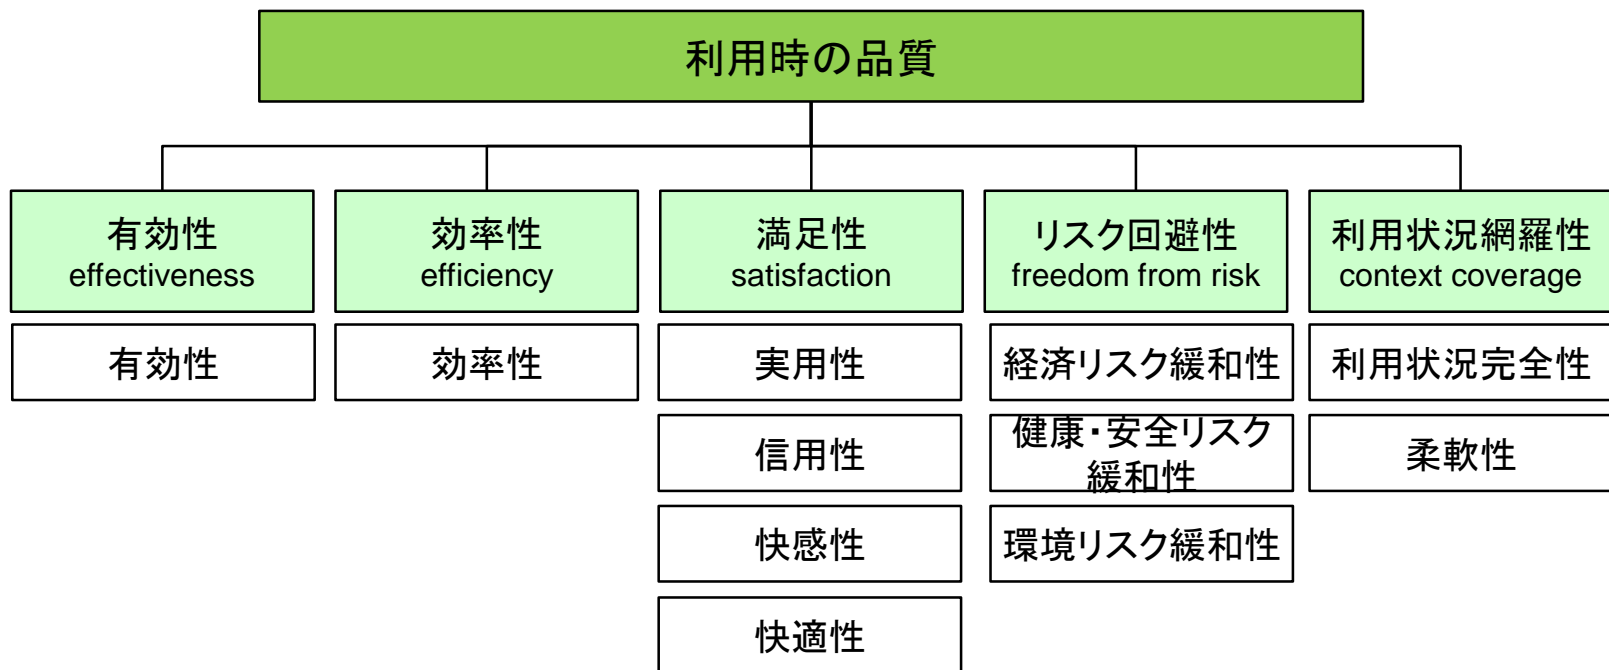 利用時の品質
有効性
effectiveness
効率性
efficiency
満足性
satisfaction
リスク回避性
freedom from risk
利用状況網羅性
context coverage
有効性
効率性
実用性
経済リスク緩和性
利用状況完全性
信用性
健康・安全リスク
緩和性
柔軟性
快感性
環境リスク緩和性
快適性